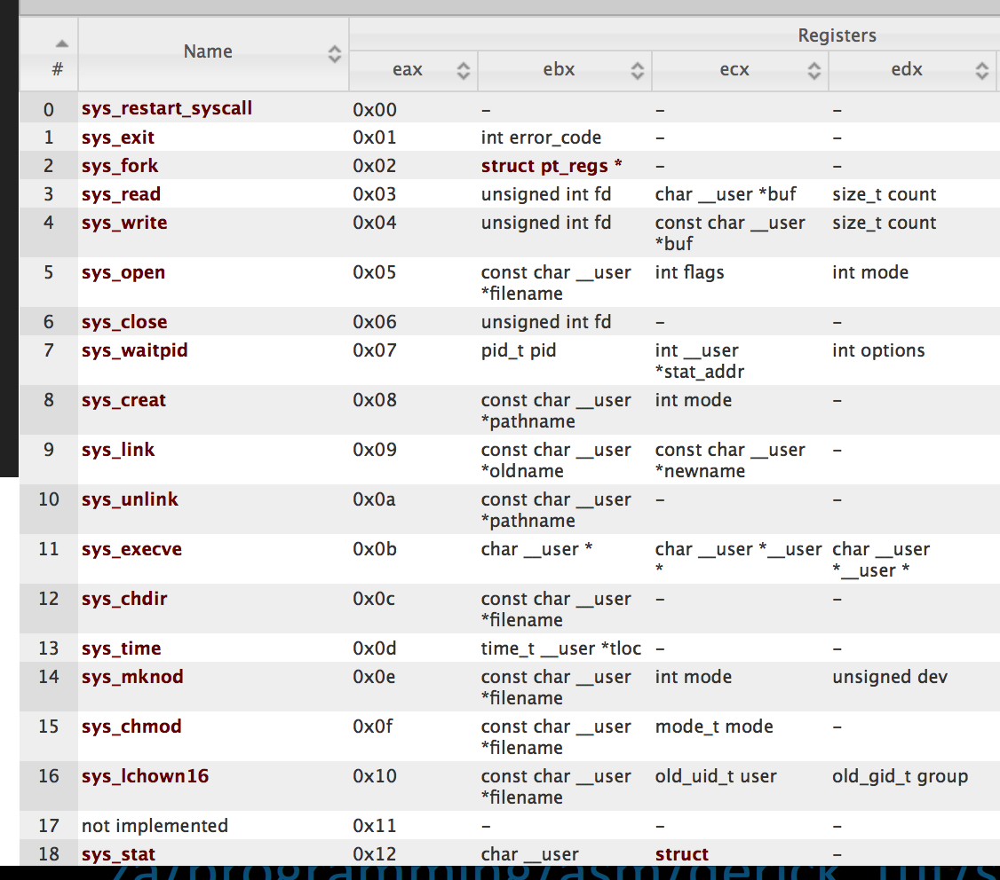 Registers
# Name eax ebx ecx edx
0 sys_restart_syscall 0x00 – – –
1 sys_exit 0x01 int error_code – –
2 sys_fork 0x02 struct pt_regs * – –
3 sys_read 0x03 unsigned int fd char __user *buf size_t count
4 sys_write 0x04 unsigned int fd const char __user size_t count
*buf
5 sys_open 0x05 const char __user int flags int mode
*filename
6 sys_close 0x06 unsigned int fd – –
7 sys_waitpid 0x07 pid_t pid int __user int options
*stat_addr
8 sys_creat 0x08 const char __user int mode –
*pathname
9 sys_link 0x09 const char __user const char __user –
*oldname *newname
10 sys_unlink 0x0a const char __user – –
*pathname
11 sys_execve 0x0b char __user * char __user *__user char __user
* *__user *
12 sys_chdir 0x0c const char __user – –
*filename
13 sys_time 0x0d time_t __user *tloc – –
14 sys_mknod 0x0e const char __user int mode unsigned dev
*filename
15 sys_chmod 0x0f const char __user mode_t mode –
*filename
16 sys_lchown16 0x10 const char __user old_uid_t user old_gid_t group
*filename
17 not implemented 0x11 – – –
18 sys_stat 0x12 char __user struct –